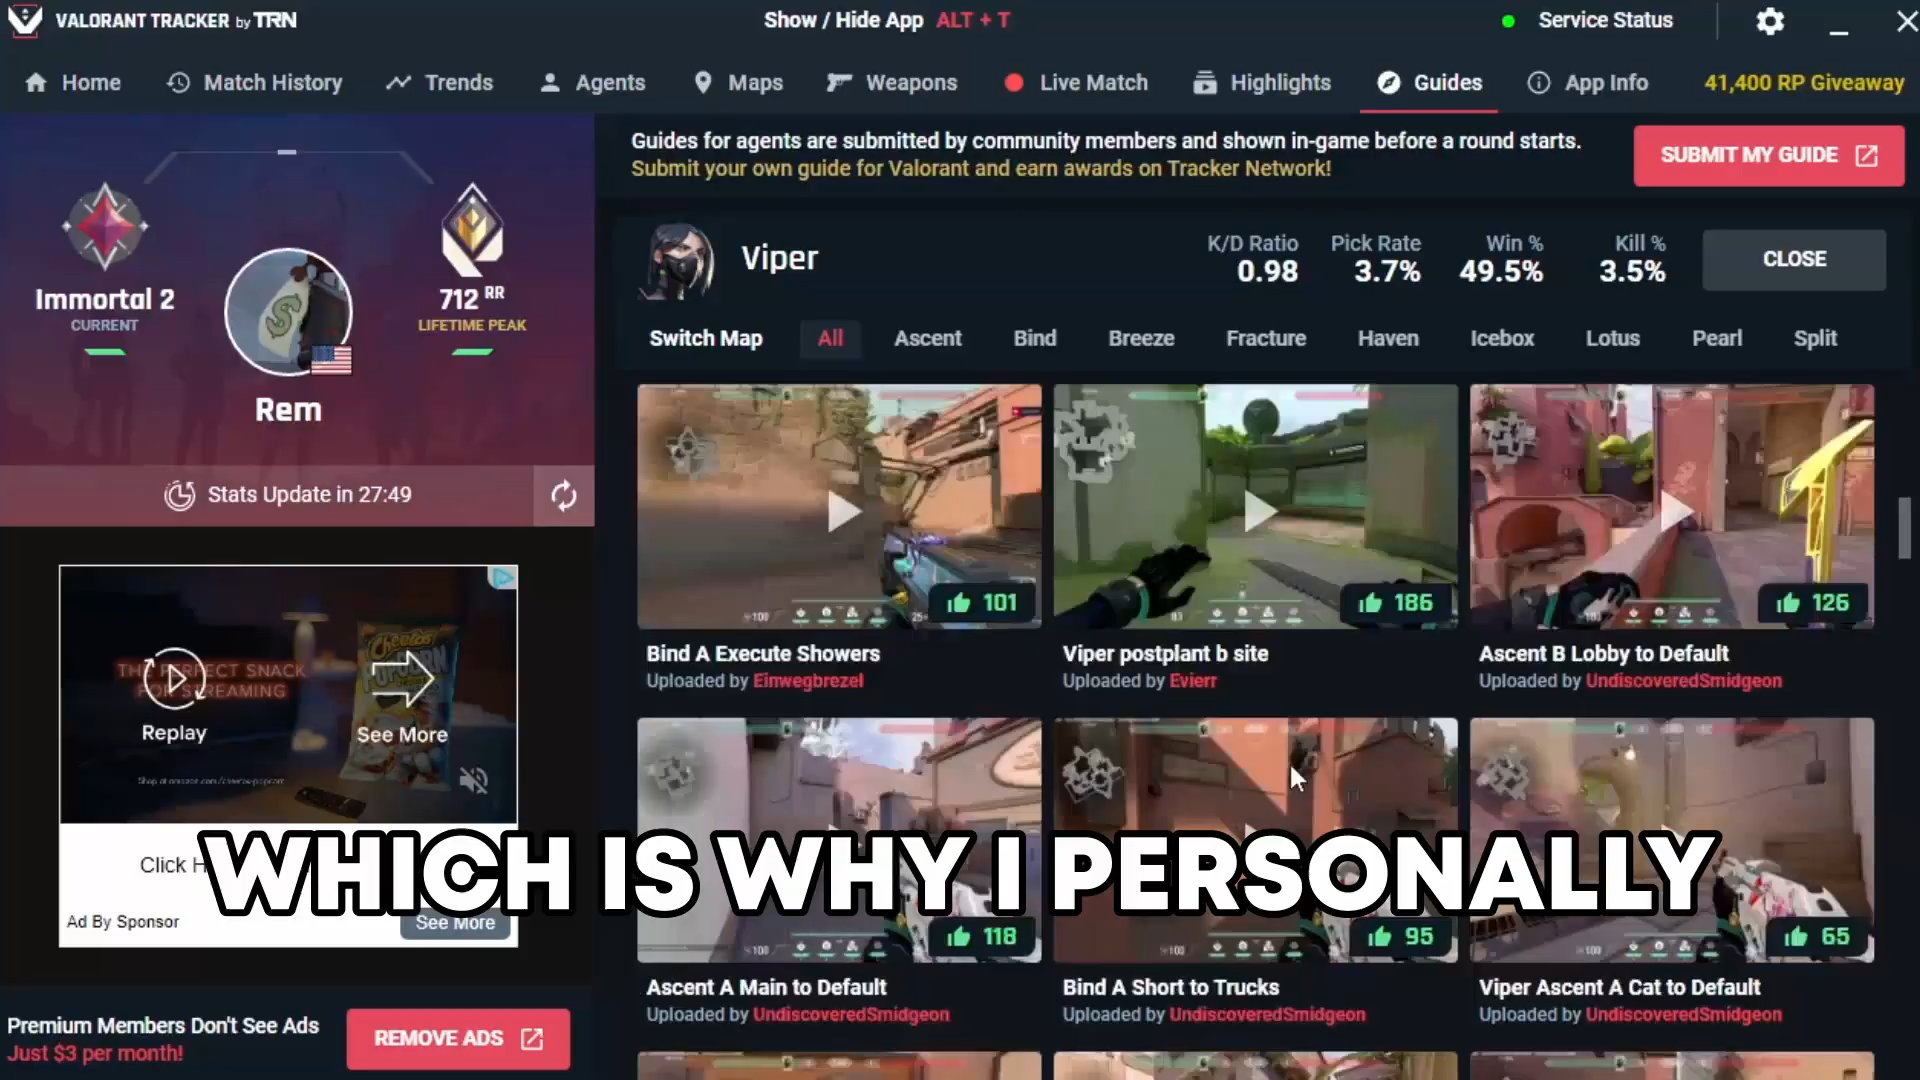 VALORANT TRACKER by TRN
Show / Hide App ALT + T
Service Status
Home
Match History
Trends
Agents
Maps
Weapons
Live Match
Highlights
Guides
App Info
41,400 RP Giveaway
Immortal 2
CURRENT
712 RR
LIFETIME PEAK
Rem
Stats Update in 27:49
THE PERFECT SNACK
FOR STREAMING
Cheetos
POPCORN
Replay
See More
Click H
Ad By Sponsor
See More
Premium Members Don't See Ads
Just $3 per month!
REMOVE ADS
Guides for agents are submitted by community members and shown in-game before a round starts.
Submit your own guide for Valorant and earn awards on Tracker Network!
SUBMIT MY GUIDE
Viper
K/D Ratio
0.98
Pick Rate
3.7%
Win %
49.5%
Kill %
3.5%
CLOSE
Switch Map
All
Ascent
Bind
Breeze
Fracture
Haven
Icebox
Lotus
Pearl
Split
101
186
126
Bind A Execute Showers
Uploaded by Einwegbrezel
Viper postplant b site
Uploaded by Evierr
Ascent B Lobby to Default
Uploaded by UndiscoveredSmidgeon
WHICH IS WHY I PERSONALLY
118
95
65
Ascent A Main to Default
Uploaded by UndiscoveredSmidgeon
Bind A Short to Trucks
Uploaded by UndiscoveredSmidgeon
Viper Ascent A Cat to Default
Uploaded by UndiscoveredSmidgeon